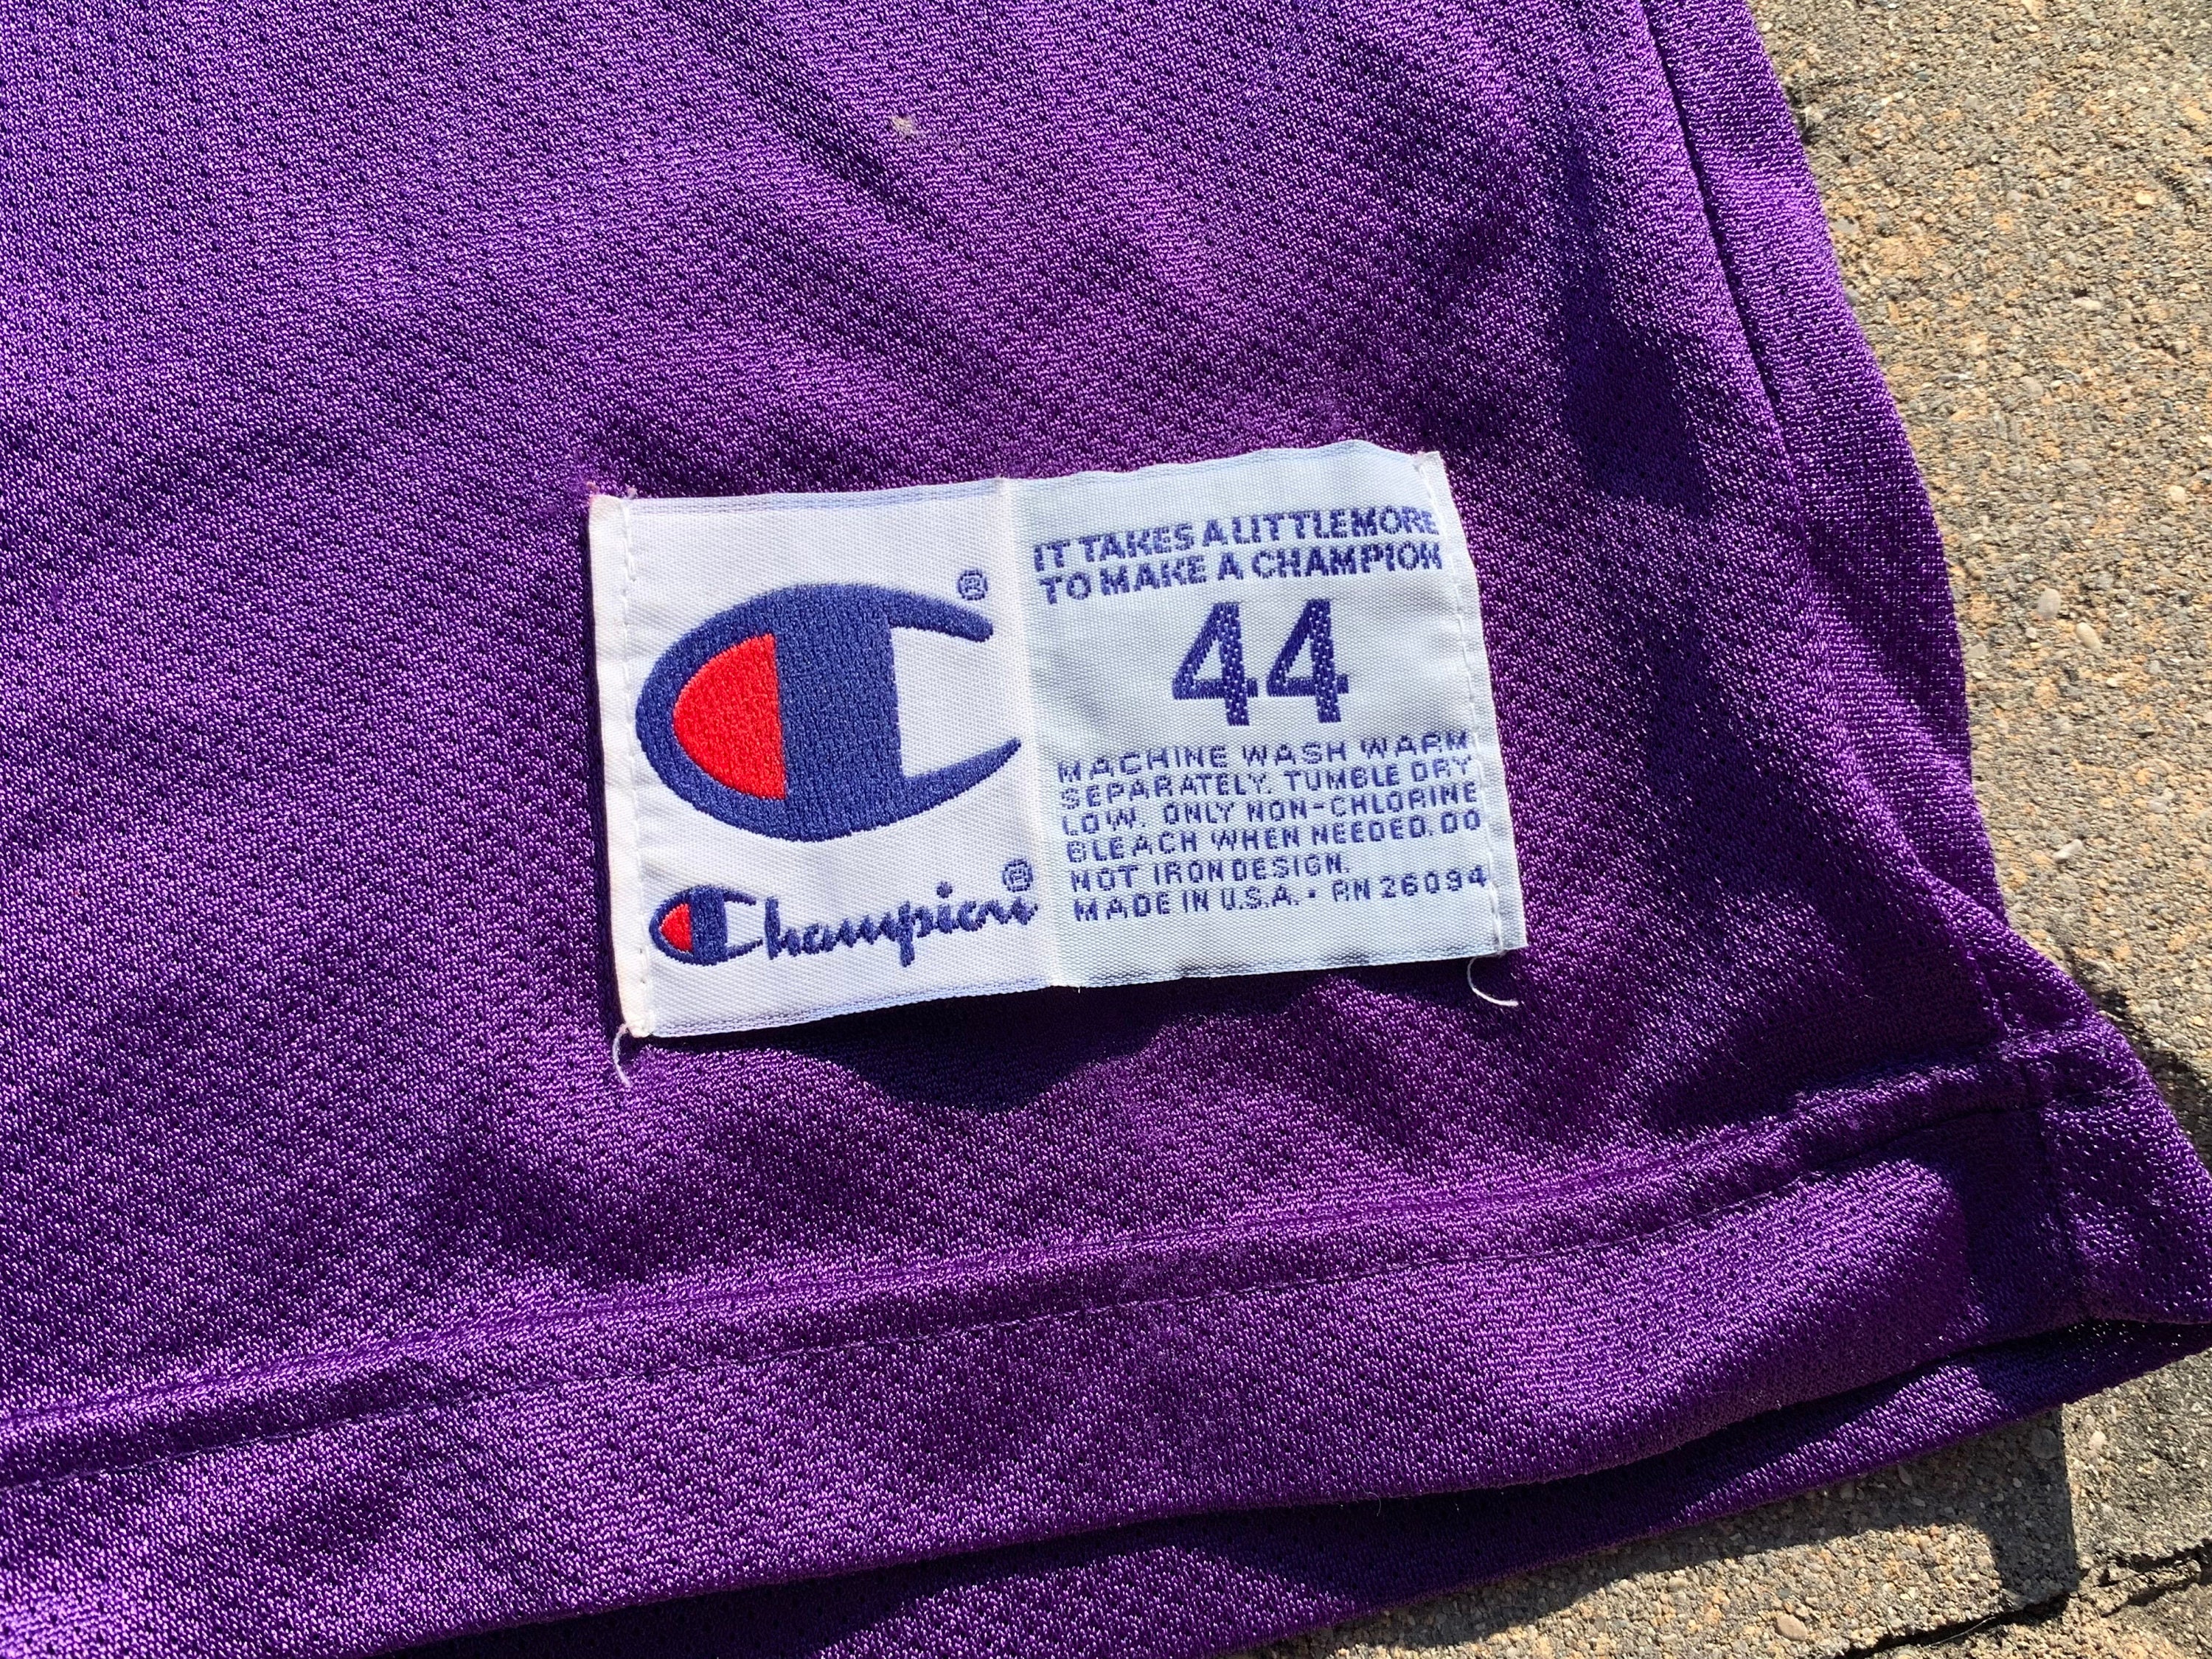 ®
Champion®
IT TAKES A LITTLE MORE
TO MAKE A CHAMPION
44
MACHINE WASH WARM
SEPARATELY. TUMBLE DRY
LOW. ONLY NON-CHLORINE
BLEACH WHEN NEEDED. DO
NOT IRON DESIGN.
MADE IN U.S.A. • RN 26094